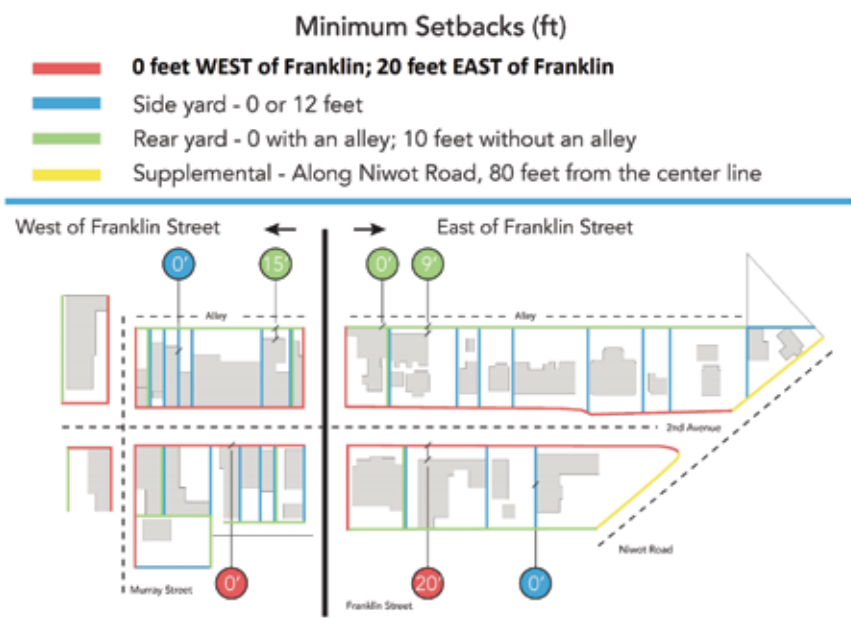 Minimum Setbacks (ft)
0 feet WEST of Franklin; 20 feet EAST of Franklin
Side yard - 0 or 12 feet
Rear yard - 0 with an alley; 10 feet without an alley
Supplemental - Along Niwot Road, 80 feet from the center line
West of Franklin Street
East of Franklin Street
0'
15'
0'
9'
Alley
Alley
2nd Avenue
Niwot Road
Murray Street
0'
Franklin Street
20'
0'